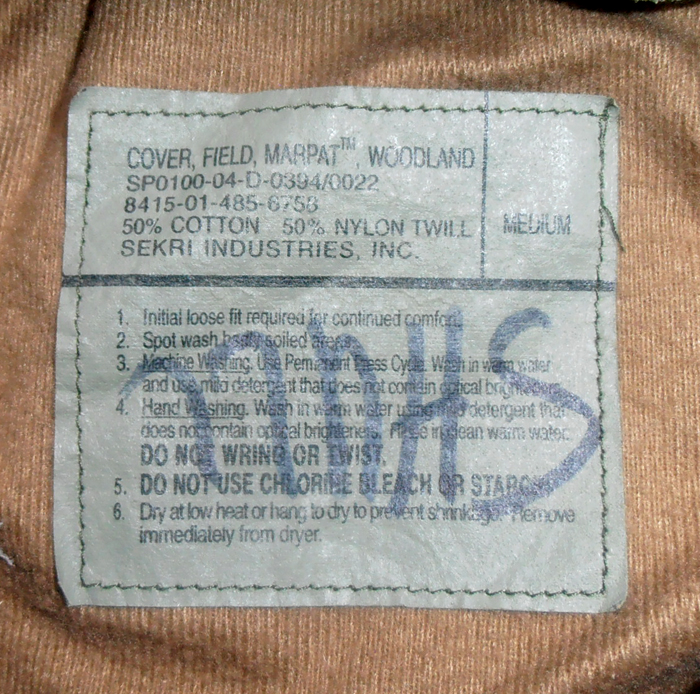 COVER, FIELD, MARPAT™, WOODLAND
SP0100-04-D-0394/0022
8415-01-485-6758
50% COTTON 50% NYLON TWILL
SEKRI INDUSTRIES, INC.
MEDIUM
1. Initial loose fit required for continued comfort.
2. Spot wash badly soiled areas.
3. Machine Washing. Use Permanent Press Cycle. Wash in warm water
and use mild detergent that does not contain optical brighteners.
4. Hand Washing. Wash in warm water using mild detergent that
does not contain optical brighteners. Rinse in clean warm water.
DO NOT WRING OR TWIST.
5. DO NOT USE CHLORINE BLEACH OR STARCH.
6. Dry at low heat or hang to dry to prevent shrinkage. Remove
immediately from dryer.